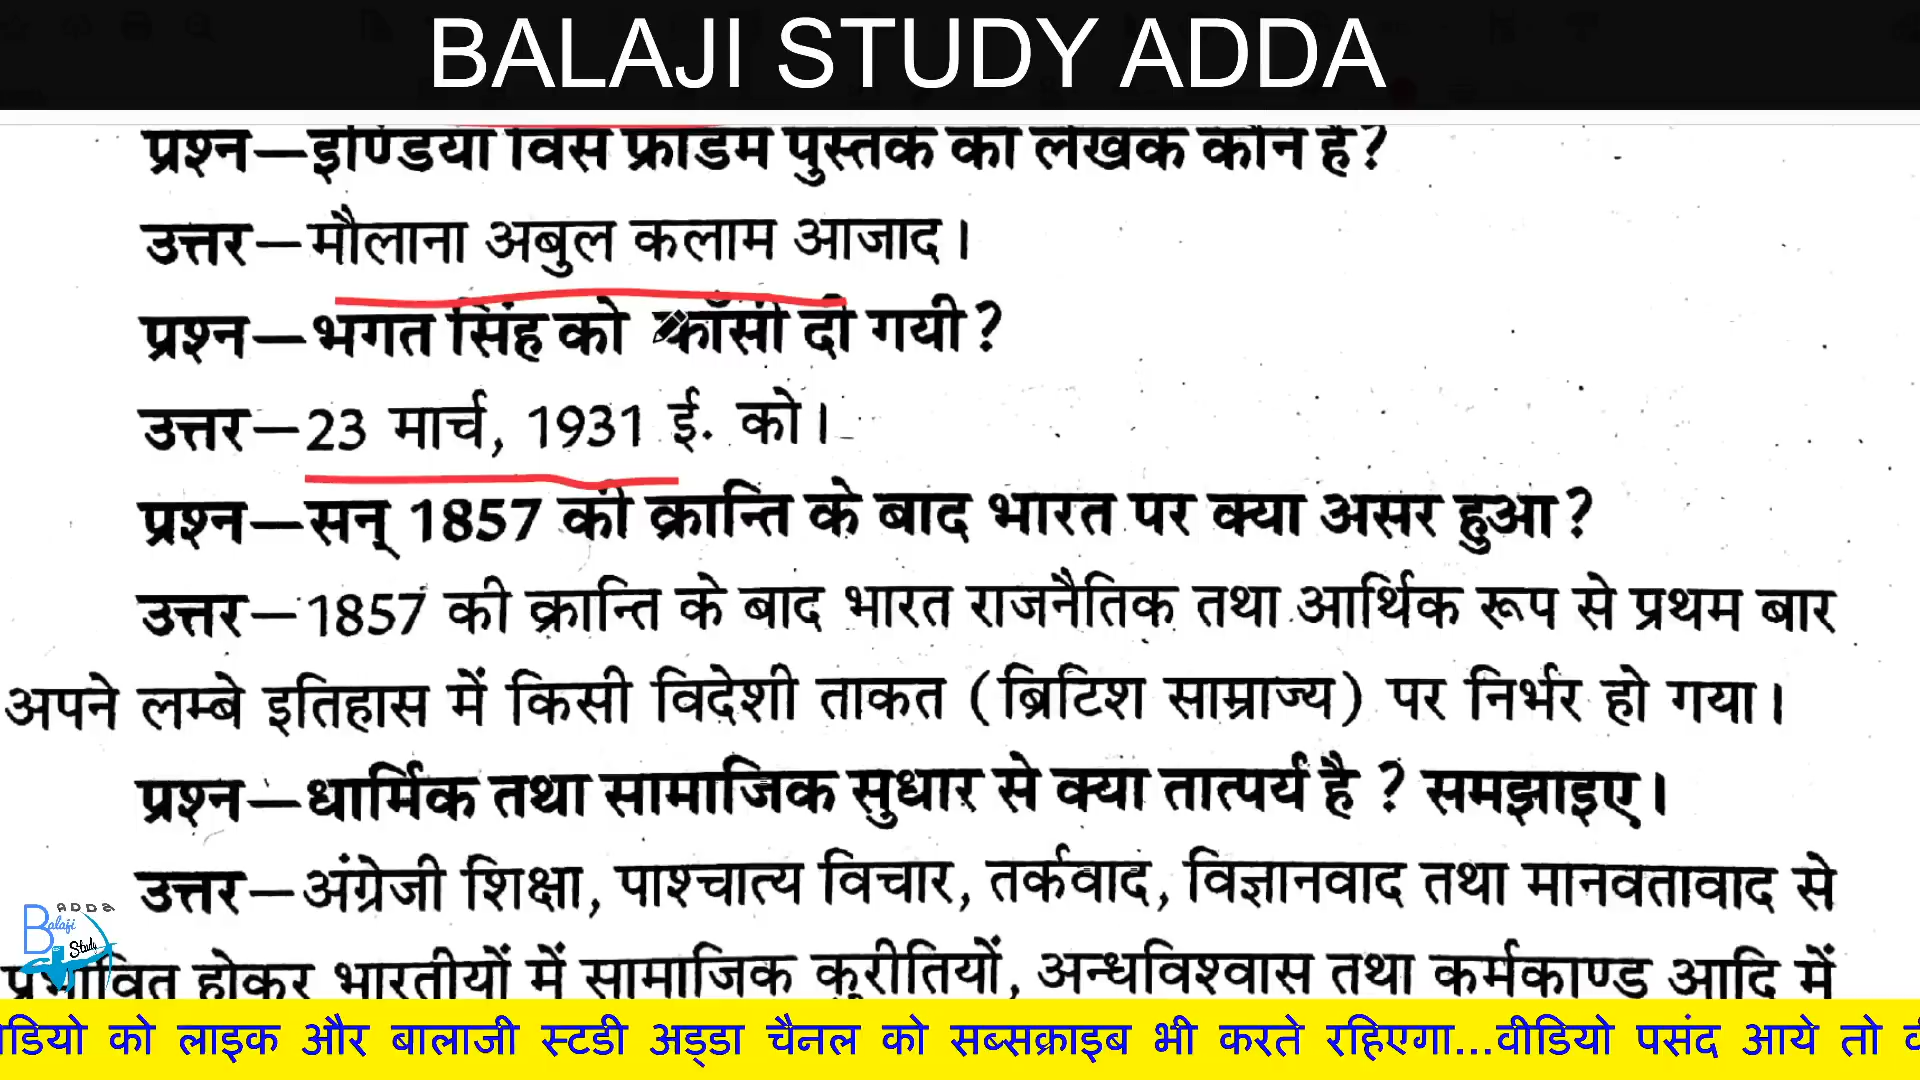 BALAJI STUDY ADDA
प्रश्न—इण्डिया विंस फ्रीडम पुस्तक का लेखक कौन है?
उत्तर—मौलाना अबुल कलाम आजाद।
प्रश्न—भगत सिंह को फाँसी दी गयी?
उत्तर—23 मार्च, 1931 ई. को।
प्रश्न—सन् 1857 की क्रान्ति के बाद भारत पर क्या असर हुआ?
उत्तर—1857 की क्रान्ति के बाद भारत राजनैतिक तथा आर्थिक रूप से प्रथम बार
अपने लम्बे इतिहास में किसी विदेशी ताकत (ब्रिटिश साम्राज्य) पर निर्भर हो गया।
प्रश्न—धार्मिक तथा सामाजिक सुधार से क्या तात्पर्य है ? समझाइए।
उत्तर—अंग्रेजी शिक्षा, पाश्चात्य विचार, तर्कवाद, विज्ञानवाद तथा मानवतावाद से
ADDA
Balaji
Study
प्रभावित होकर भारतीयों में सामाजिक कुरीतियों, अन्धविश्वास तथा कर्मकाण्ड आदि में
डियो को लाइक और बालाजी स्टडी अड्डा चैनल को सब्सक्राइब भी करते रहिएगा...वीडियो पसंद आये तो